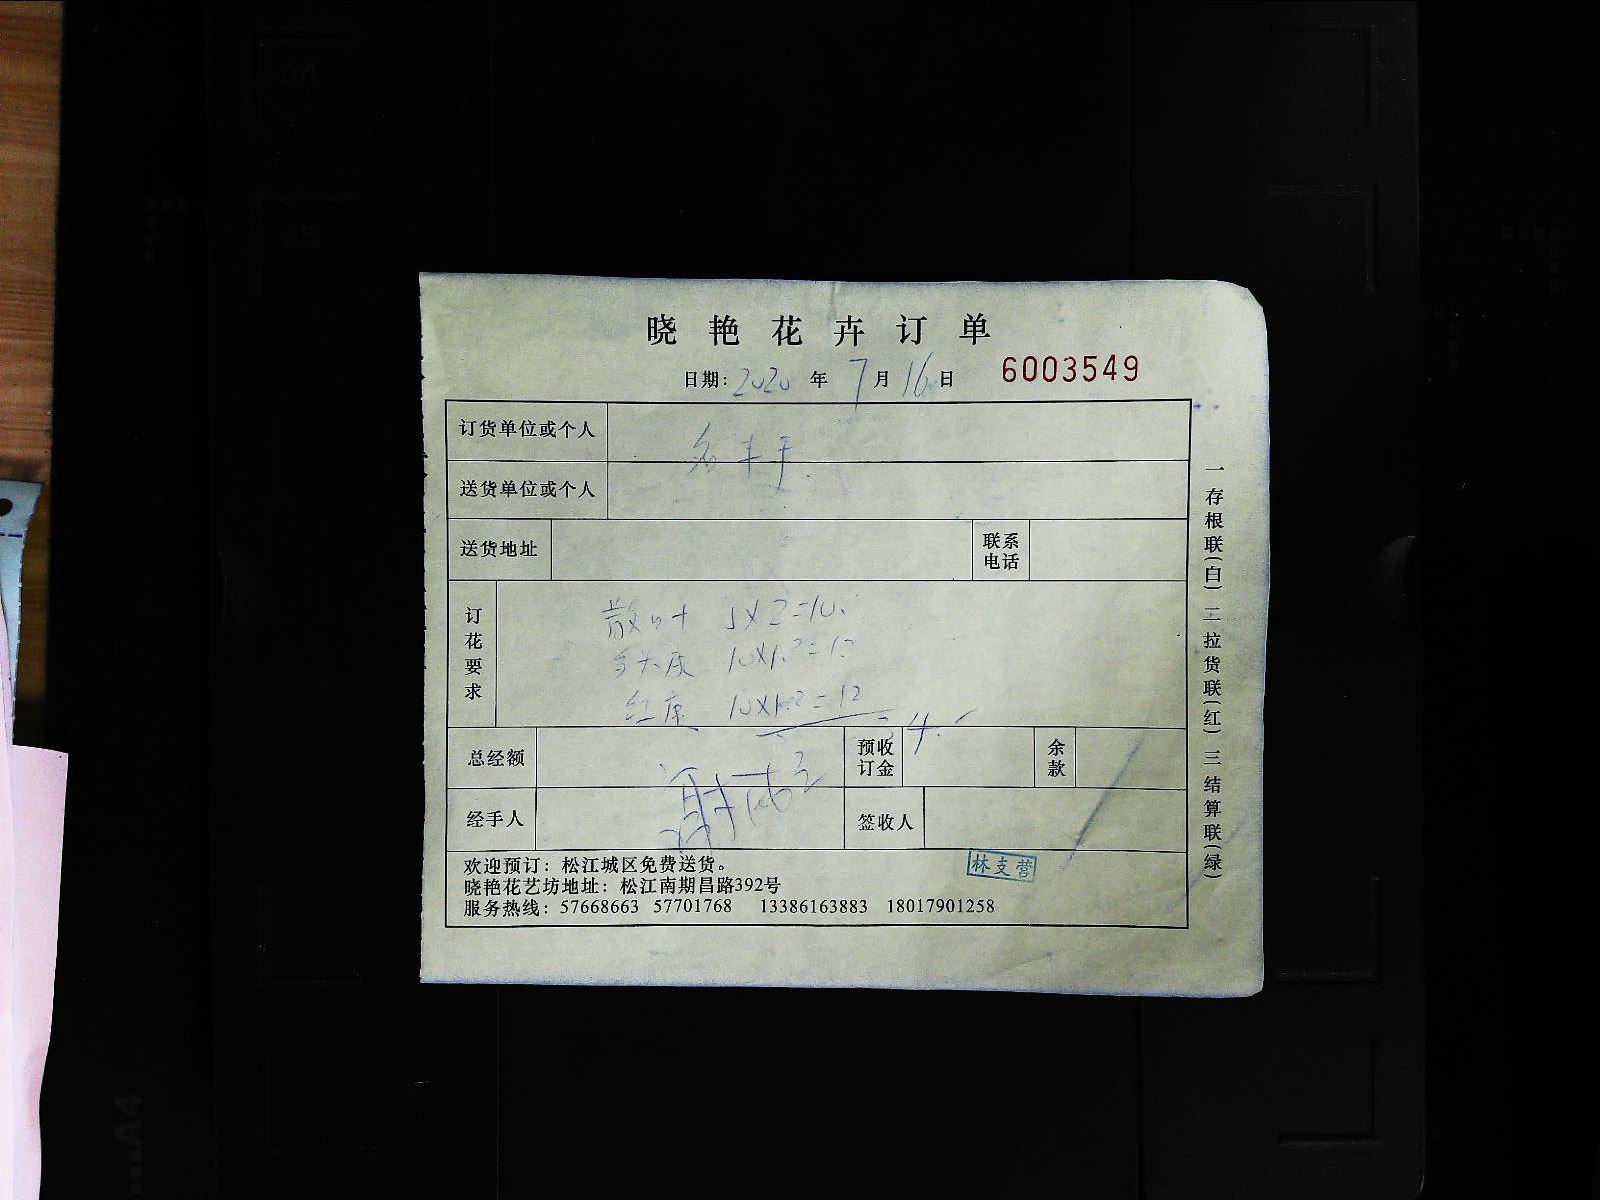 晓艳花卉订单
日期: 2020 年 7 月 16 日 6003549
订货单位或个人
送货单位或个人
送货地址 联系电话
订花要求
散叶 5X2=10.
10X1.2=12
红康 10X1.2=12
34.
总经额 预收订金 余款
经手人 谢 签收人
林支营
欢迎预订：松江城区免费送货。
晓艳花艺坊地址：松江南期昌路392号
服务热线：57668663 57701768 13386163883 18017901258
一存根联(白) 二拉货联(红) 三结算联(绿)
A4